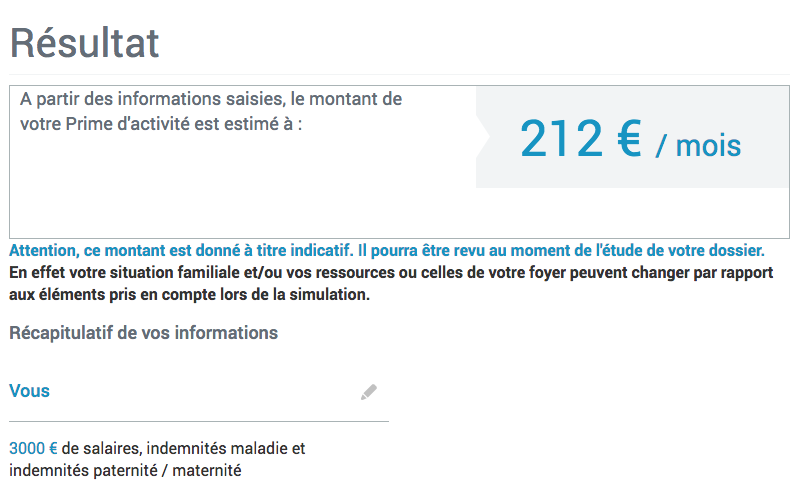 Résultat
A partir des informations saisies, le montant de
votre Prime d'activité est estimé à :
212 € / mois
Attention, ce montant est donné à titre indicatif. Il pourra être revu au moment de l'étude de votre dossier.
En effet votre situation familiale et/ou vos ressources ou celles de votre foyer peuvent changer par rapport
aux éléments pris en compte lors de la simulation.
Récapitulatif de vos informations
Vous
3000 € de salaires, indemnités maladie et
indemnités paternité / maternité